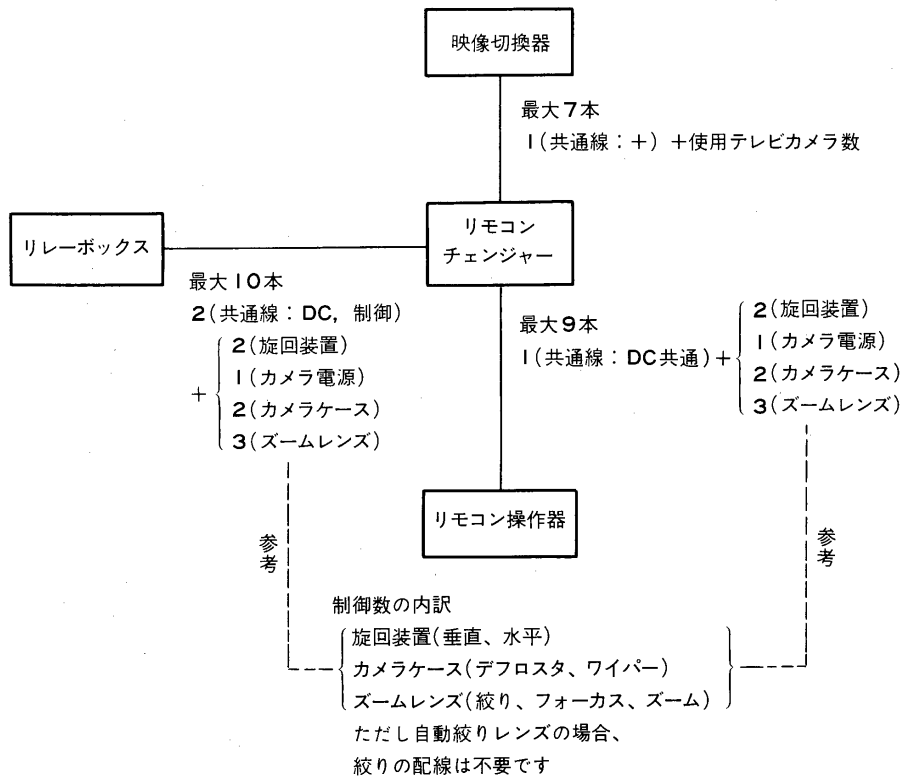 映像切換器
最大7本
1(共通線：+) +使用テレビカメラ数
リレーボックス
リモコン
チェンジャー
最大10本
2(共通線：DC, 制御)
+
2(旋回装置)
1(カメラ電源)
2(カメラケース)
3(ズームレンズ)
最大9本
1(共通線：DC共通)+
2(旋回装置)
1(カメラ電源)
2(カメラケース)
3(ズームレンズ)
リモコン操作器
参考
参考
制御数の内訳
旋回装置(垂直、水平)
カメラケース(デフロスタ、ワイパー)
ズームレンズ(絞り、フォーカス、ズーム)
ただし自動絞りレンズの場合、
絞りの配線は不要です